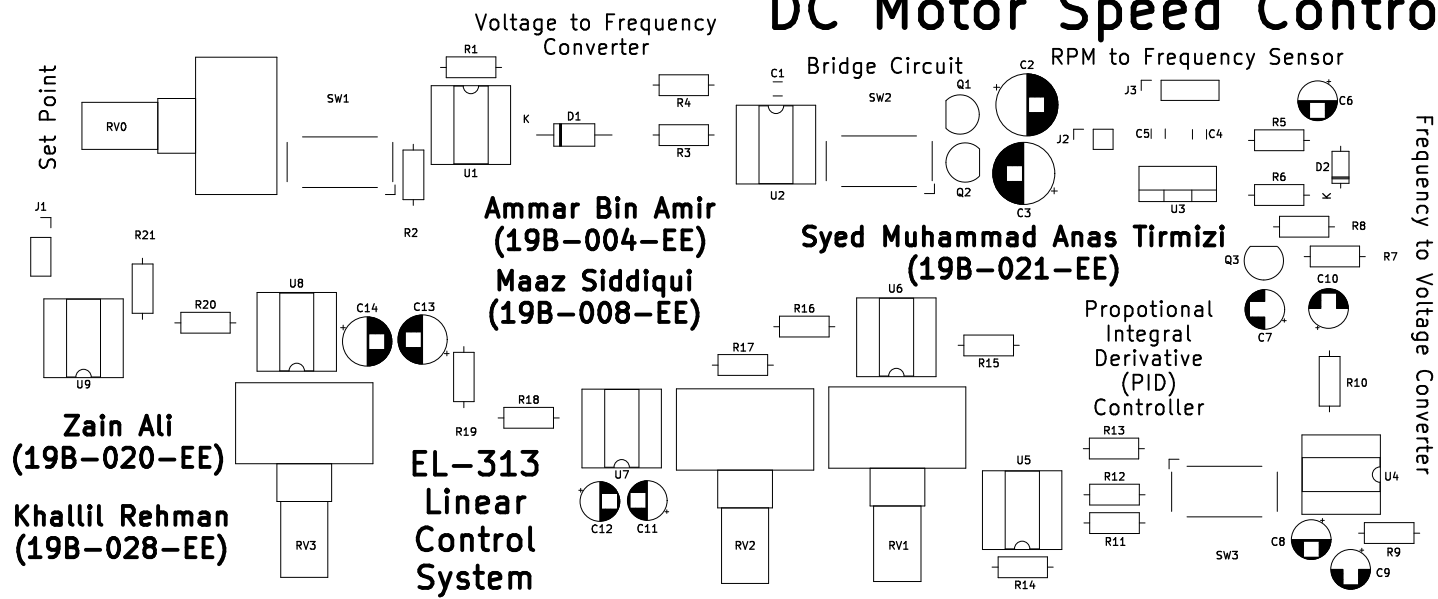 DC Motor Speed Contro
Voltage to Frequency
Converter
Bridge Circuit
RPM to Frequency Sensor
Set Point
Frequency to Voltage Converter
RV0
SW1
R1
U1
R2
K
D1
R4
R3
C1
U2
SW2
Q1
Q2
C2
C3
J3
J2
C5
C4
U3
R5
R6
C6
D2
K
R8
R7
Q3
C10
C7
J1
R21
R20
U9
U8
C14
C13
R19
R18
Ammar Bin Amir
(19B-004-EE)
Maaz Siddiqui
(19B-008-EE)
Syed Muhammad Anas Tirmizi
(19B-021-EE)
U6
R16
R17
R15
Propotional
Integral
Derivative
(PID)
Controller
R10
Zain Ali
(19B-020-EE)
Khallil Rehman
(19B-028-EE)
RV3
EL-313
Linear
Control
System
U7
C12
C11
RV2
RV1
U5
R14
R13
R12
R11
SW3
U4
C8
R9
C9